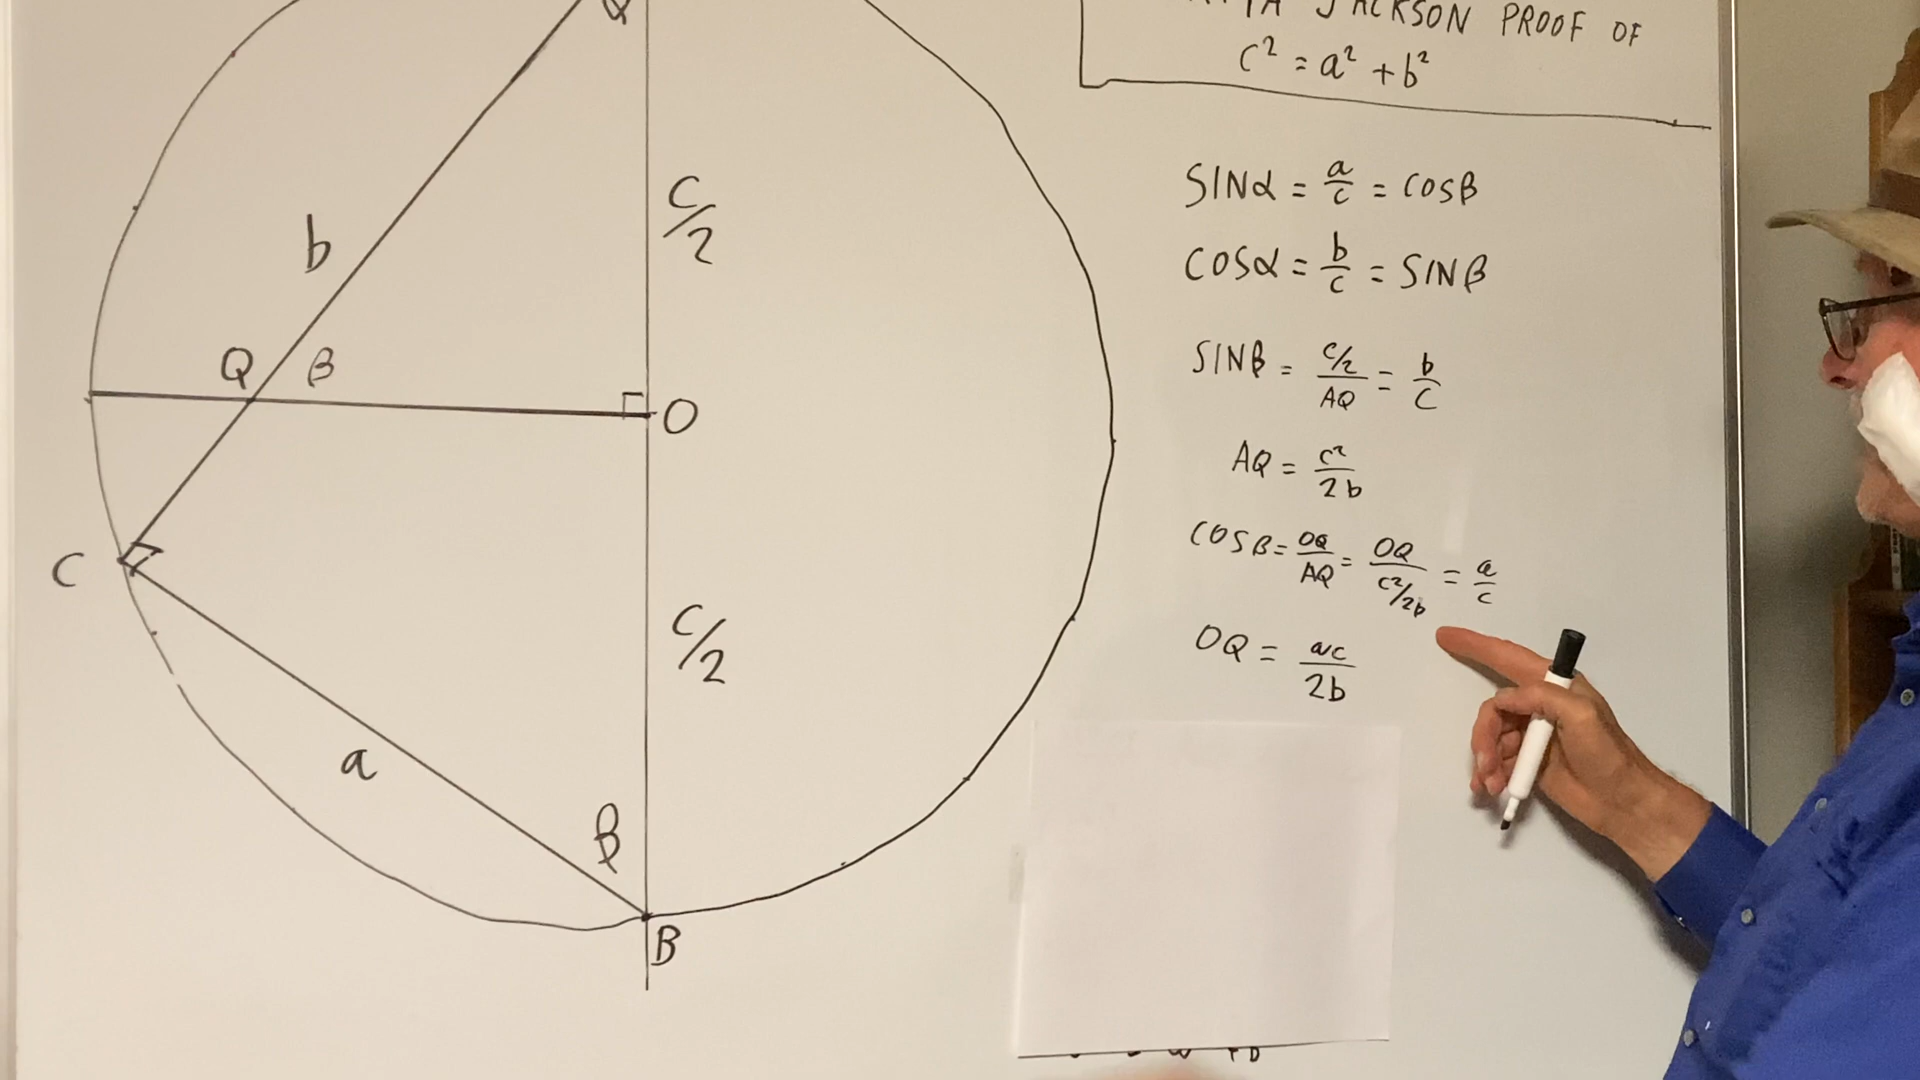 α
b
C/2
Q
β
O
C
C/2
a
β
B
JACKSON PROOF OF
C² = a² + b²
SINα = a/c = COSβ
COSα = b/c = SINβ
SINβ = (c/2)/AQ = b/C
AQ = c²/2b
COSβ = OQ/AQ = OQ/(c²/2b) = a/c
OQ = ac/2b